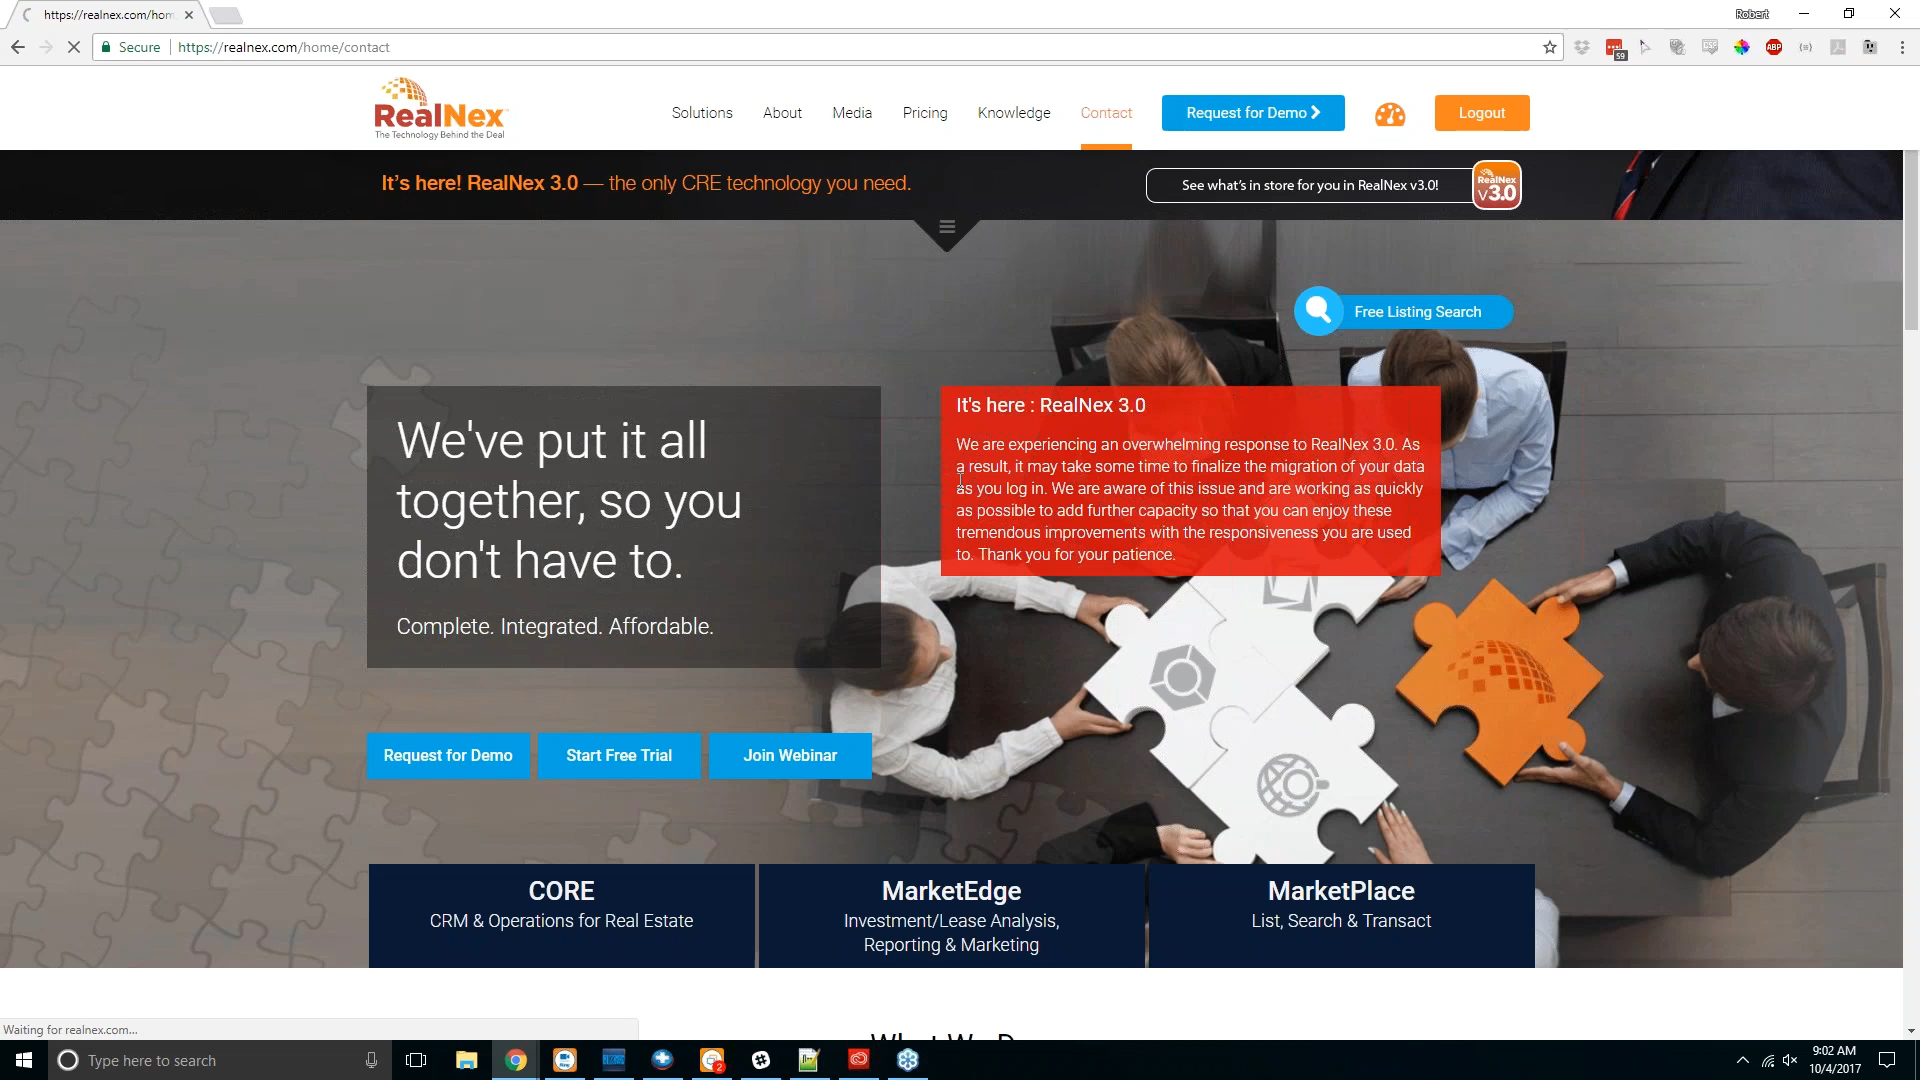 https://realnex.com/hom
Robert
Secure
https://realnex.com/home/contact
59
ABP
RealNex
The Technology Behind the Deal
Solutions
About
Media
Pricing
Knowledge
Contact
Request for Demo
Logout
It's here! RealNex 3.0 — the only CRE technology you need.
See what's in store for you in RealNex v3.0!
RealNex
v3.0
Free Listing Search
We've put it all
together, so you
don't have to.
Complete. Integrated. Affordable.
It's here : RealNex 3.0
We are experiencing an overwhelming response to RealNex 3.0. As
a result, it may take some time to finalize the migration of your data
as you log in. We are aware of this issue and are working as quickly
as possible to add further capacity so that you can enjoy these
tremendous improvements with the responsiveness you are used
to. Thank you for your patience.
Request for Demo
Start Free Trial
Join Webinar
CORE
CRM & Operations for Real Estate
MarketEdge
Investment/Lease Analysis,
Reporting & Marketing
MarketPlace
List, Search & Transact
Waiting for realnex.com...
Type here to search
2
9:02 AM
10/4/2017